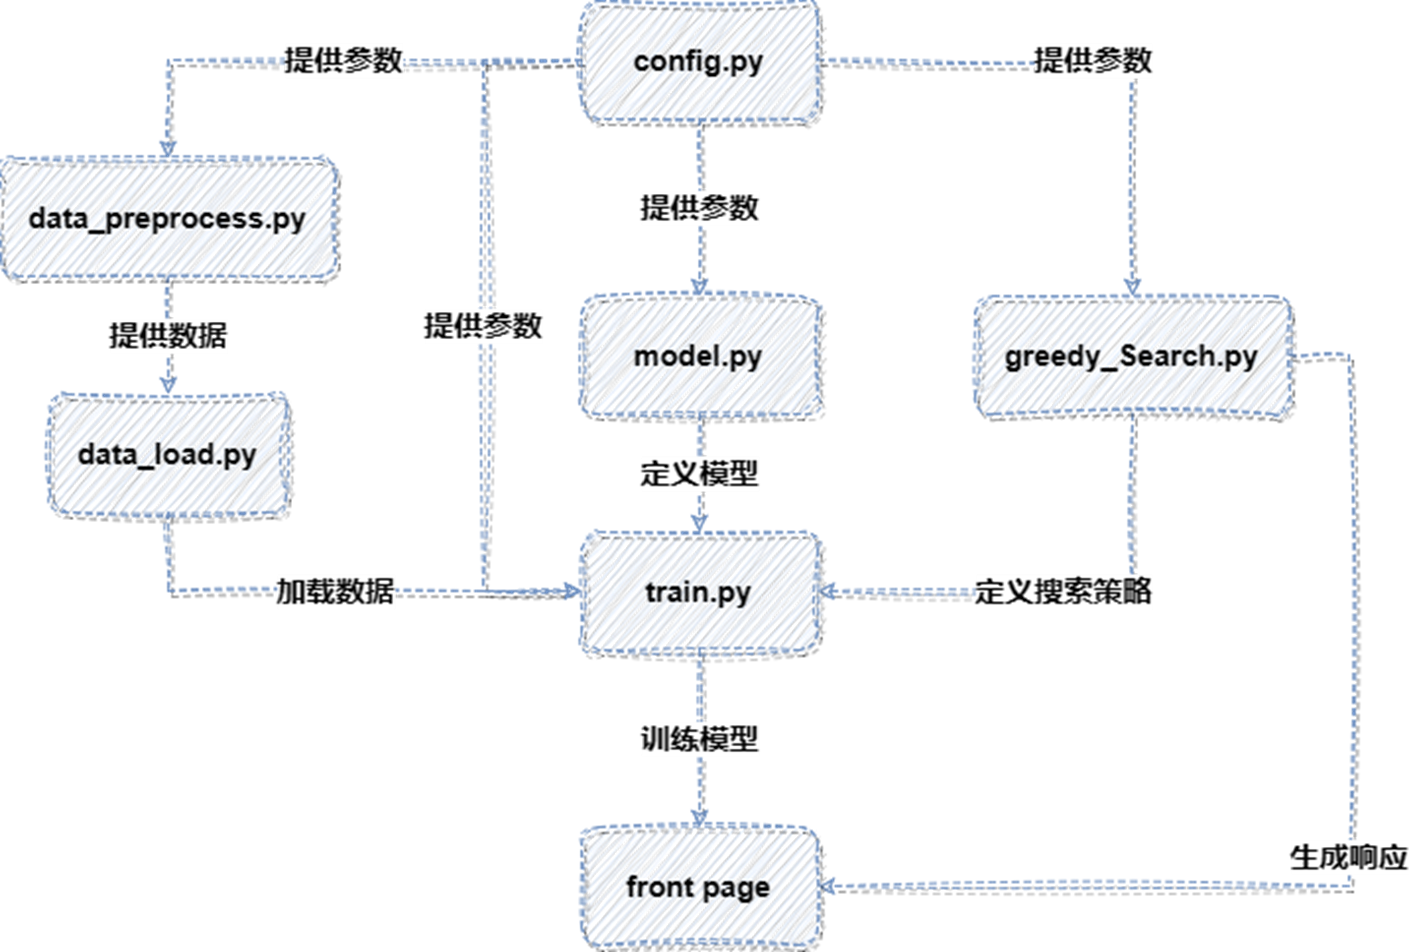 提供参数
config.py
提供参数
data_preprocess.py
提供参数
提供数据
提供参数
model.py
greedy_Search.py
data_load.py
定义模型
加载数据
train.py
定义搜索策略
训练模型
生成响应
front page